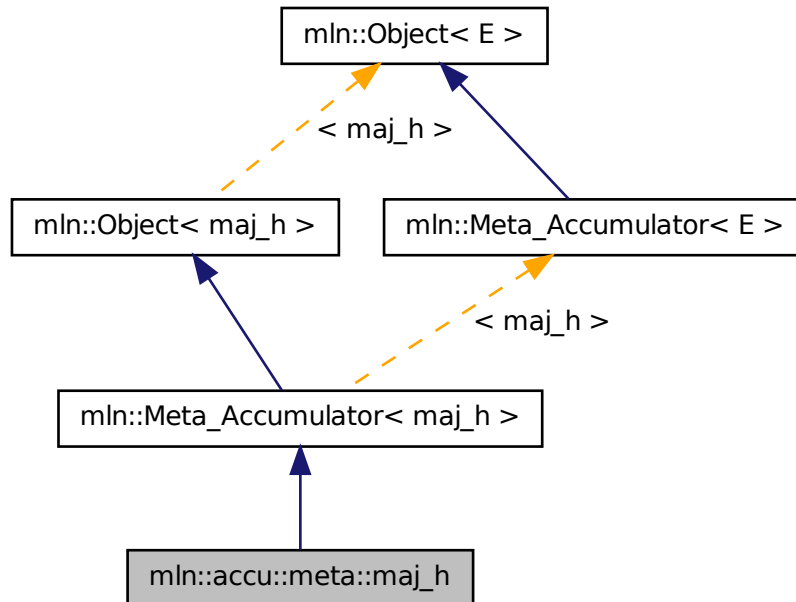 mln::Object< E >
< maj_h >
mln::Object< maj_h >
mln::Meta_Accumulator< E >
< maj_h >
mln::Meta_Accumulator< maj_h >
mln::accu::meta::maj_h